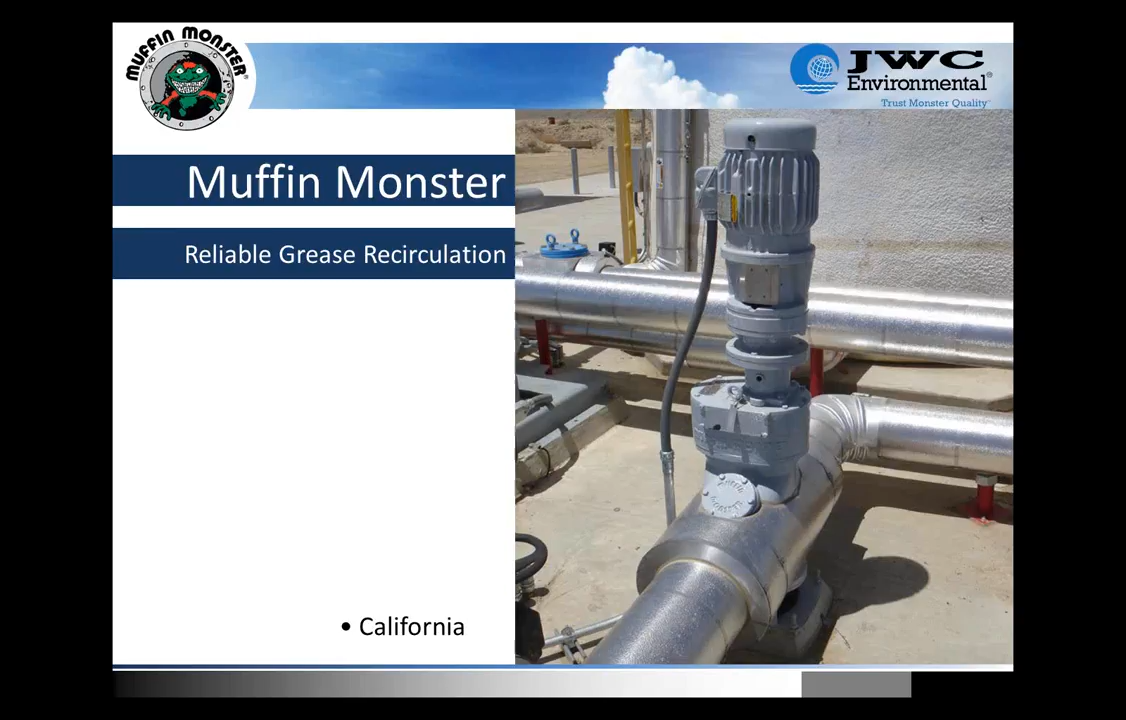 MUFFIN MONSTER
JWC
Environmental®
Trust Monster Quality
Muffin Monster
Reliable Grease Recirculation
• California